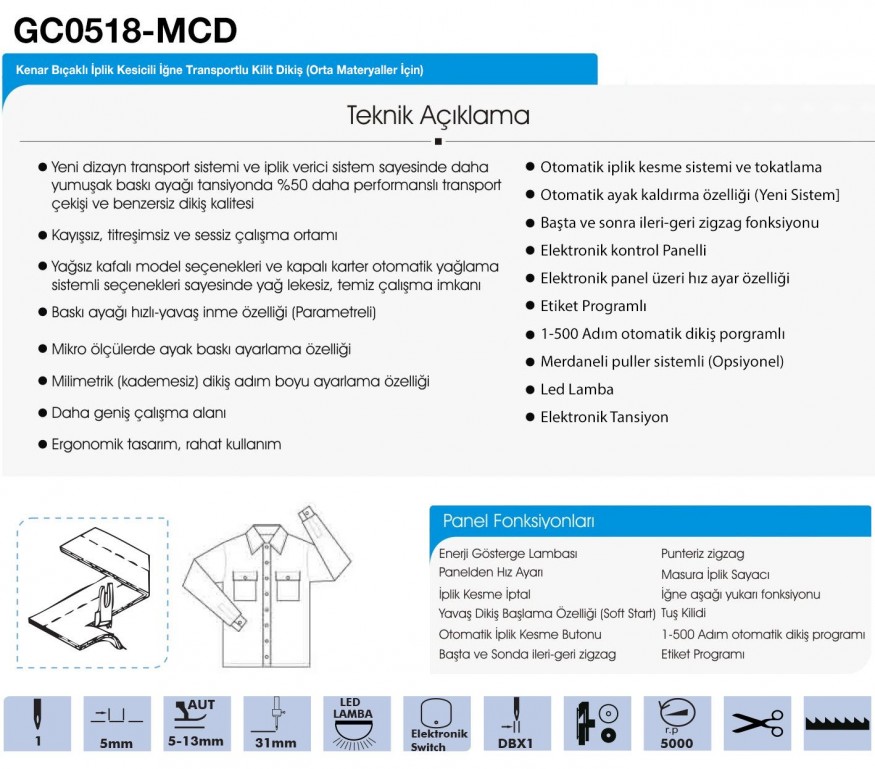 GC0518-MCD
Kenar Bıçaklı İplik Kesicili İğne Transportlu Kilit Dikiş (Orta Materyaller İçin)
Teknik Açıklama
● Yeni dizayn transport sistemi ve iplik verici sistem sayesinde daha
yumuşak baskı ayağı tansiyonda %50 daha performanslı transport
çekişi ve benzersiz dikiş kalitesi
● Kayışsız, titreşimsiz ve sessiz çalışma ortamı
● Yağsız kafalı model seçenekleri ve kapalı karter otomatik yağlama
sistemli seçenekleri sayesinde yağ lekesiz, temiz çalışma imkanı
● Baskı ayağı hızlı-yavaş inme özelliği (Parametreli)
● Mikro ölçülerde ayak baskı ayarlama özelliği
● Milimetrik (kademesiz) dikiş adım boyu ayarlama özelliği
● Daha geniş çalışma alanı
● Ergonomik tasarım, rahat kullanım
● Otomatik iplik kesme sistemi ve tokatlama
● Otomatik ayak kaldırma özelliği (Yeni Sistem]
● Başta ve sonra ileri-geri zigzag fonksiyonu
● Elektronik kontrol Panelli
● Elektronik panel üzeri hız ayar özelliği
● Etiket Programlı
● 1-500 Adım otomatik dikiş porgramlı
● Merdaneli puller sistemli (Opsiyonel)
● Led Lamba
● Elektronik Tansiyon
Panel Fonksiyonları
Enerji Gösterge Lambası
Panelden Hız Ayarı
İplik Kesme İptal
Yavaş Dikiş Başlama Özelliği (Soft Start)
Otomatik İplik Kesme Butonu
Başta ve Sonda ileri-geri zigzag
Punteriz zigzag
Masura İplik Sayacı
İğne aşağı yukarı fonksiyonu
Tuş Kilidi
1-500 Adım otomatik dikiş programı
Etiket Programı
1
5mm
AUT
5-13mm
31mm
LED
LAMBA
Elektronik
Switch
DBX1
r.p
5000